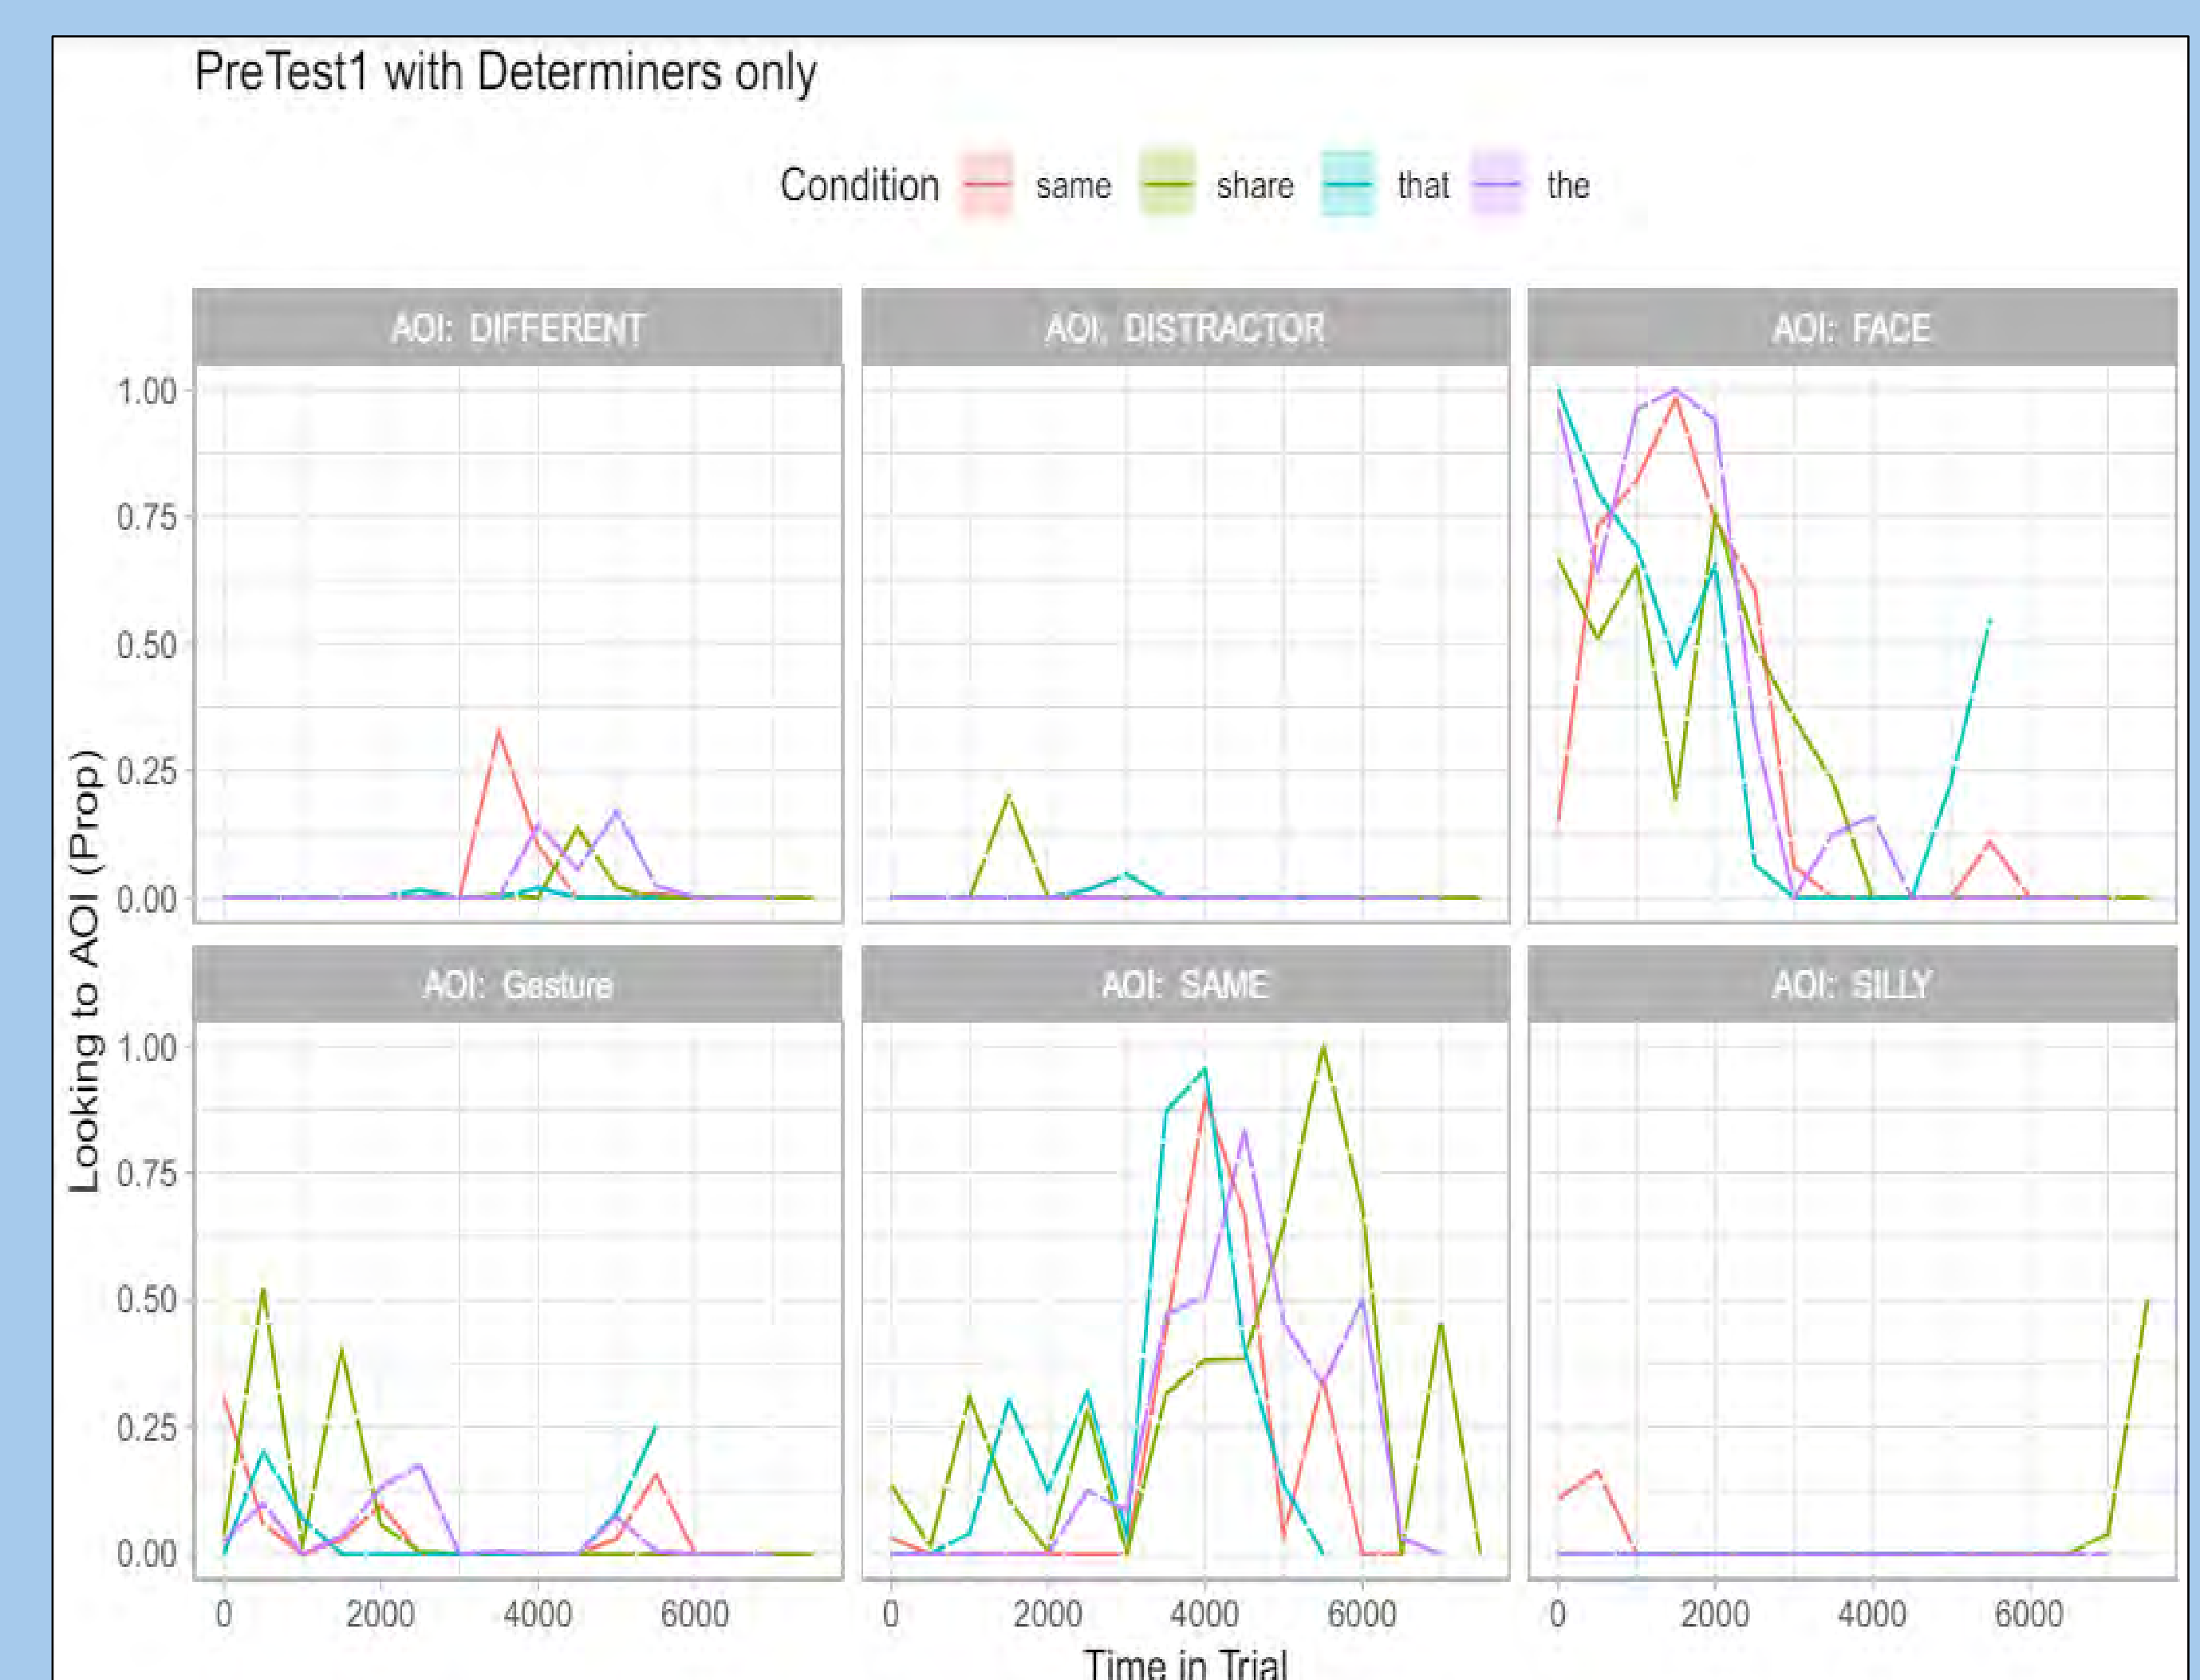 PreTest1 with Determiners only
Condition same share that the
AOI: DIFFERENT
AOI: DISTRACTOR
AOI: FACE
1.00
0.75
0.50
0.25
0.00
Looking to AOI (Prop)
AOI: Gesture
AOI: SAME
AOI: SILLY
1.00
0.75
0.50
0.25
0.00
0 2000 4000 6000
0 2000 4000 6000
0 2000 4000 6000
Time in Trial